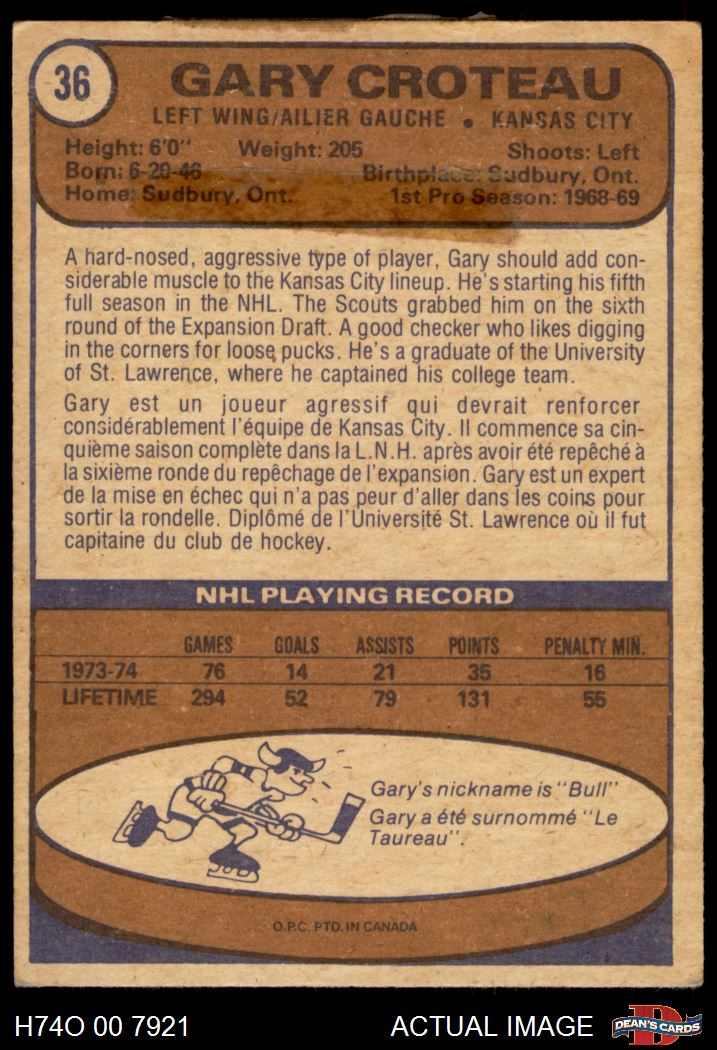 36
GARY CROTEAU
LEFT WING/AILIER GAUCHE • KANSAS CITY
Height: 6'0" Weight: 205 Shoots: Left
Born: 6-20-46 Birthplace: Sudbury, Ont.
Home: Sudbury, Ont. 1st Pro Season: 1968-69
A hard-nosed, aggressive type of player, Gary should add con-
siderable muscle to the Kansas City lineup. He's starting his fifth
full season in the NHL. The Scouts grabbed him on the sixth
round of the Expansion Draft. A good checker who likes digging
in the corners for loose pucks. He's a graduate of the University
of St. Lawrence, where he captained his college team.
Gary est un joueur agressif qui devrait renforcer
considérablement l'équipe de Kansas City. Il commence sa cin-
quième saison complète dans la L.N.H. après avoir été repêché à
la sixième ronde du repêchage de l'expansion. Gary est un expert
de la mise en échec qui n'a pas peur d'aller dans les coins pour
sortir la rondelle. Diplômé de l'Université St. Lawrence où il fut
capitaine du club de hockey.
NHL PLAYING RECORD
GAMES GOALS ASSISTS POINTS PENALTY MIN.
1973-74 76 14 21 35 16
LIFETIME 294 52 79 131 55
Gary's nickname is "Bull"
Gary a été surnommé "Le
Taureau".
O.P.C. PTD. IN CANADA
H74O 00 7921 ACTUAL IMAGE DEAN'S CARDS